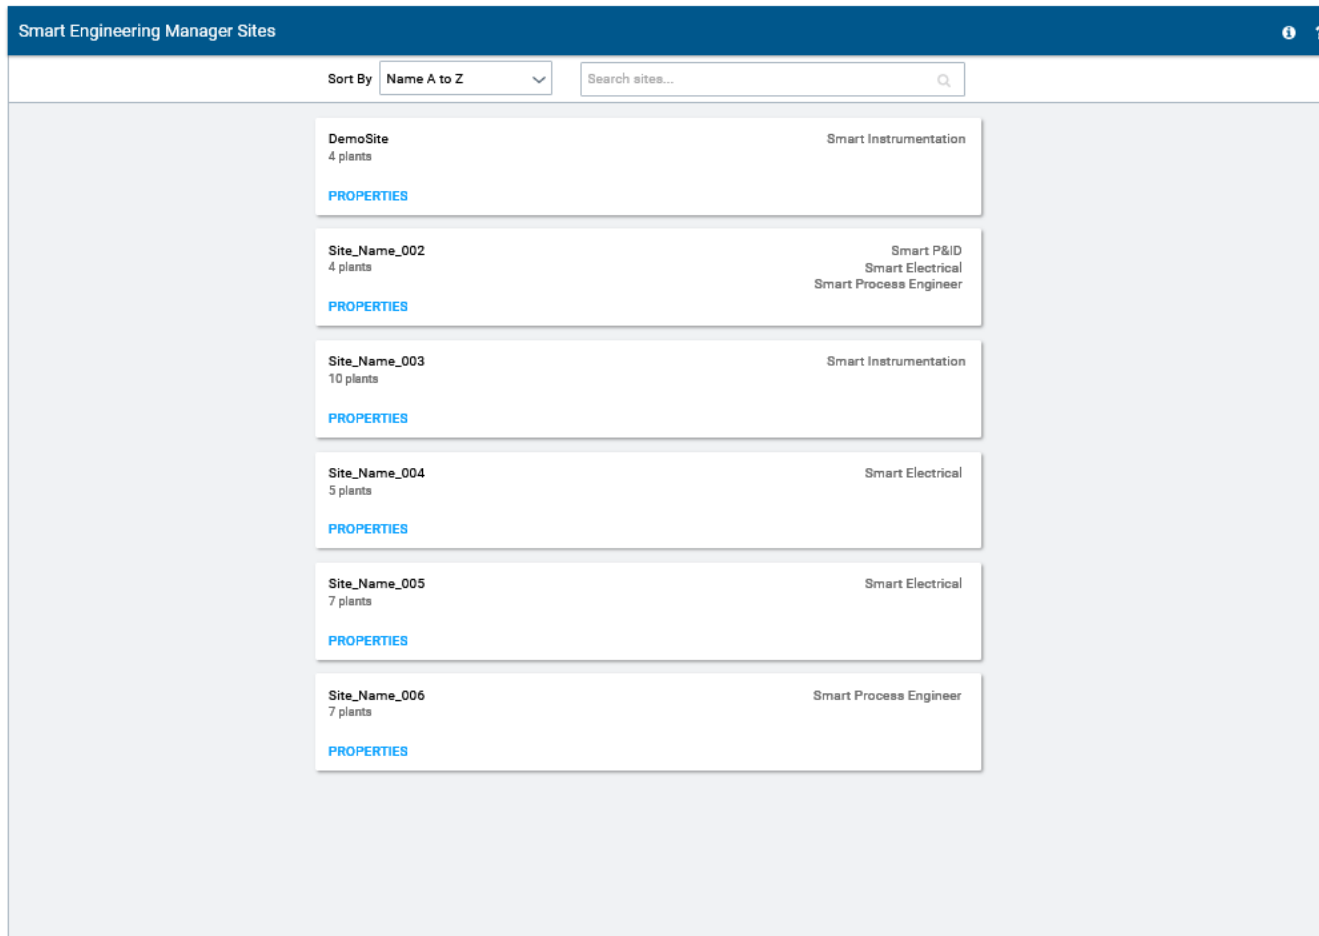 Smart Engineering Manager Sites
Sort By Name A to Z Search sites...
DemoSite Smart Instrumentation
4 plants
PROPERTIES
Site_Name_002 Smart P&ID
4 plants Smart Electrical
Smart Process Engineer
PROPERTIES
Site_Name_003 Smart Instrumentation
10 plants
PROPERTIES
Site_Name_004 Smart Electrical
5 plants
PROPERTIES
Site_Name_005 Smart Electrical
7 plants
PROPERTIES
Site_Name_006 Smart Process Engineer
7 plants
PROPERTIES